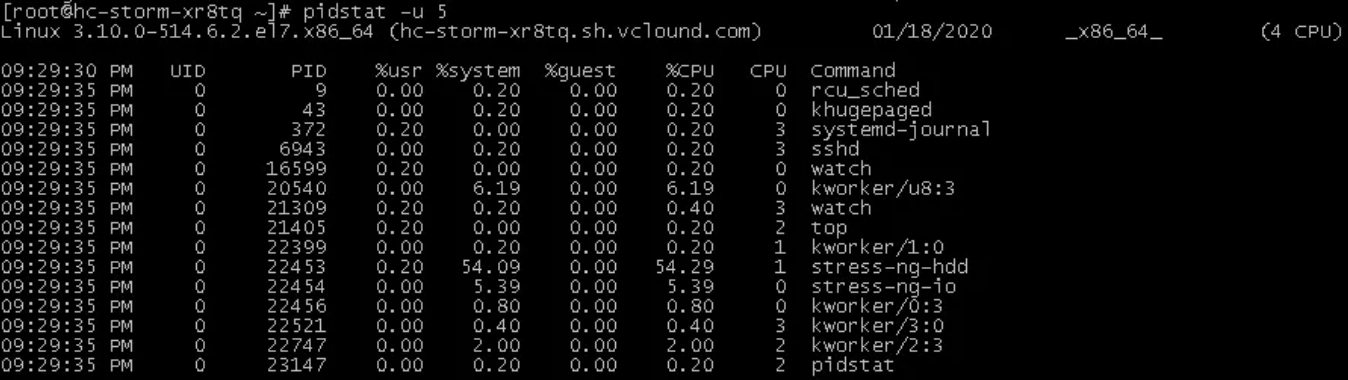 [root@hc-storm-xr8tq ~]# pidstat -u 5
Linux 3.10.0-514.6.2.el7.x86_64 (hc-storm-xr8tq.sh.vclound.com) 01/18/2020 _x86_64_ (4 CPU)
09:29:30 PM UID PID %usr %system %guest %CPU CPU Command
09:29:35 PM 0 9 0.00 0.20 0.00 0.20 0 rcu_sched
09:29:35 PM 0 43 0.00 0.20 0.00 0.20 0 khugepaged
09:29:35 PM 0 372 0.20 0.00 0.00 0.20 3 systemd-journal
09:29:35 PM 0 6943 0.00 0.20 0.00 0.20 3 sshd
09:29:35 PM 0 16599 0.20 0.00 0.00 0.20 0 watch
09:29:35 PM 0 20540 0.00 6.19 0.00 6.19 0 kworker/u8:3
09:29:35 PM 0 21309 0.20 0.20 0.00 0.40 3 watch
09:29:35 PM 0 21405 0.20 0.00 0.00 0.20 2 top
09:29:35 PM 0 22399 0.00 0.20 0.00 0.20 1 kworker/1:0
09:29:35 PM 0 22453 0.20 54.09 0.00 54.29 1 stress-ng-hdd
09:29:35 PM 0 22454 0.00 5.39 0.00 5.39 0 stress-ng-io
09:29:35 PM 0 22456 0.00 0.80 0.00 0.80 0 kworker/0:3
09:29:35 PM 0 22521 0.00 0.40 0.00 0.40 3 kworker/3:0
09:29:35 PM 0 22747 0.00 2.00 0.00 2.00 2 kworker/2:3
09:29:35 PM 0 23147 0.00 0.20 0.00 0.20 2 pidstat